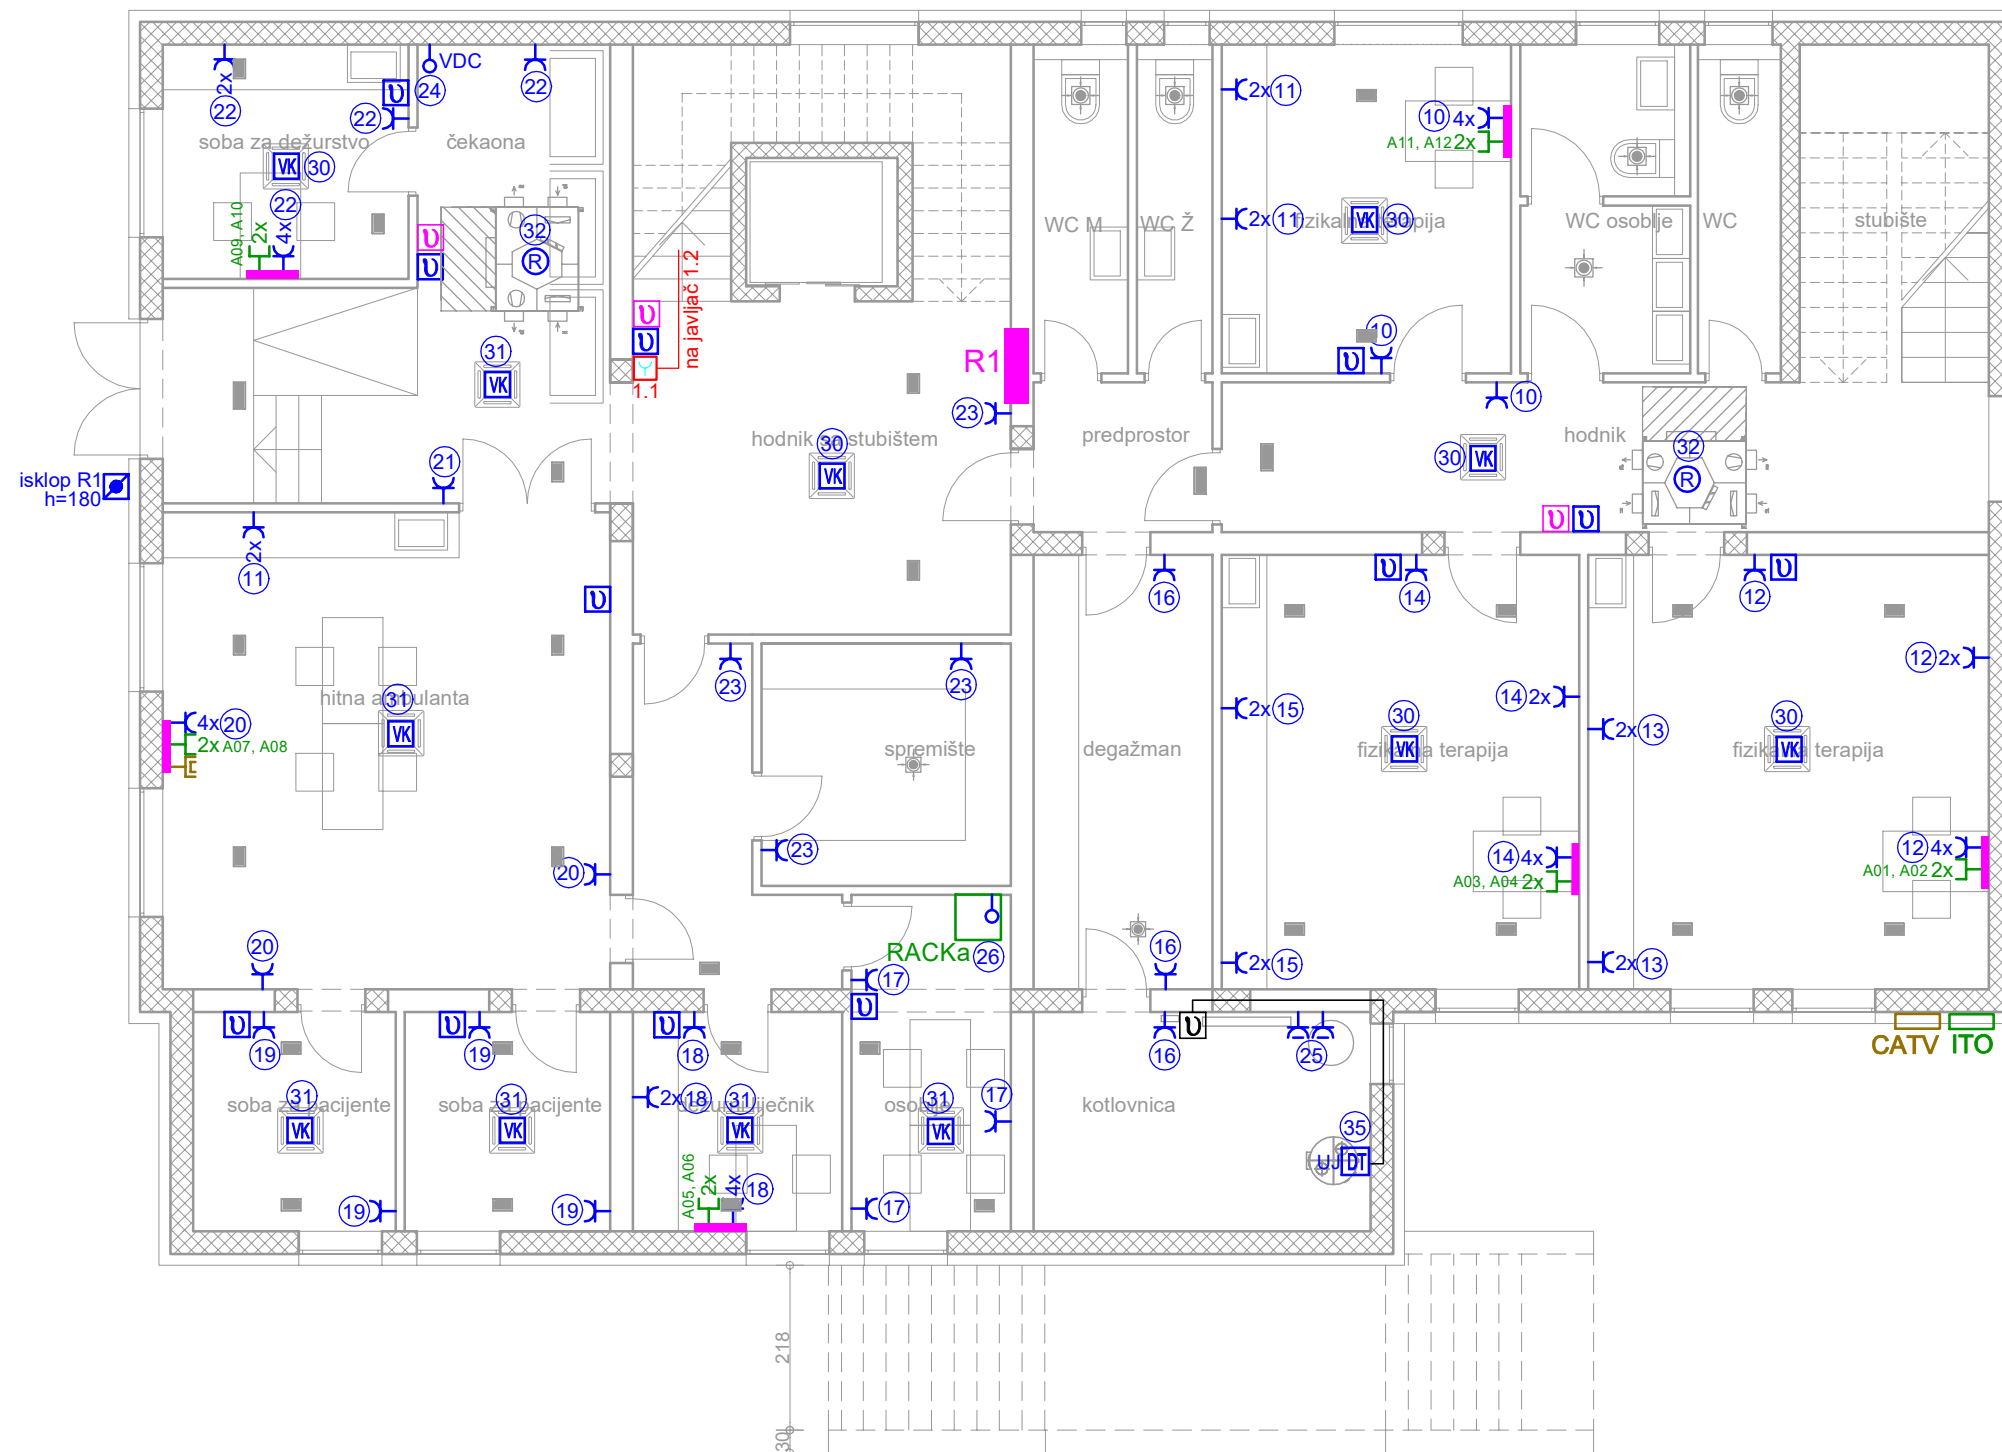 VDC
2x
22
22
24
22
soba za dežurstvo
čekaona
VK
30
22
A09, A10
2x
4x
32
R
31
VK
na javljač 1.2
1.1
R1
23
hodnik sa stubištem
30
VK
WC M
WC Ž
2x 11
10 4x
A11, A12 2x
2x 11
fizikalna terapija
VK
30
WC osoblje
WC
stubište
10
10
predprostor
hodnik
30
VK
32
R
isklop R1
h=180
21
2x
11
hitna ambulanta
31
VK
4x 20
2x A07, A08
20
20
23
23
spremište
23
RACKa
26
degažman
16
16
14
14 2x
2x 15
fizikalna terapija
30
VK
14 4x
A03, A04 2x
2x 15
12
12 2x
2x 13
fizikalna terapija
30
VK
12 4x
A01, A02 2x
2x 13
CATV
ITO
19
soba za pacijente
31
VK
19
19
soba za pacijente
31
VK
19
18
2x 18
dežurni liječnik
31
VK
A05, A06
2x
4x
18
17
osoblje
31
VK
17
17
16
25
kotlovnica
35
UJ DT
218
30